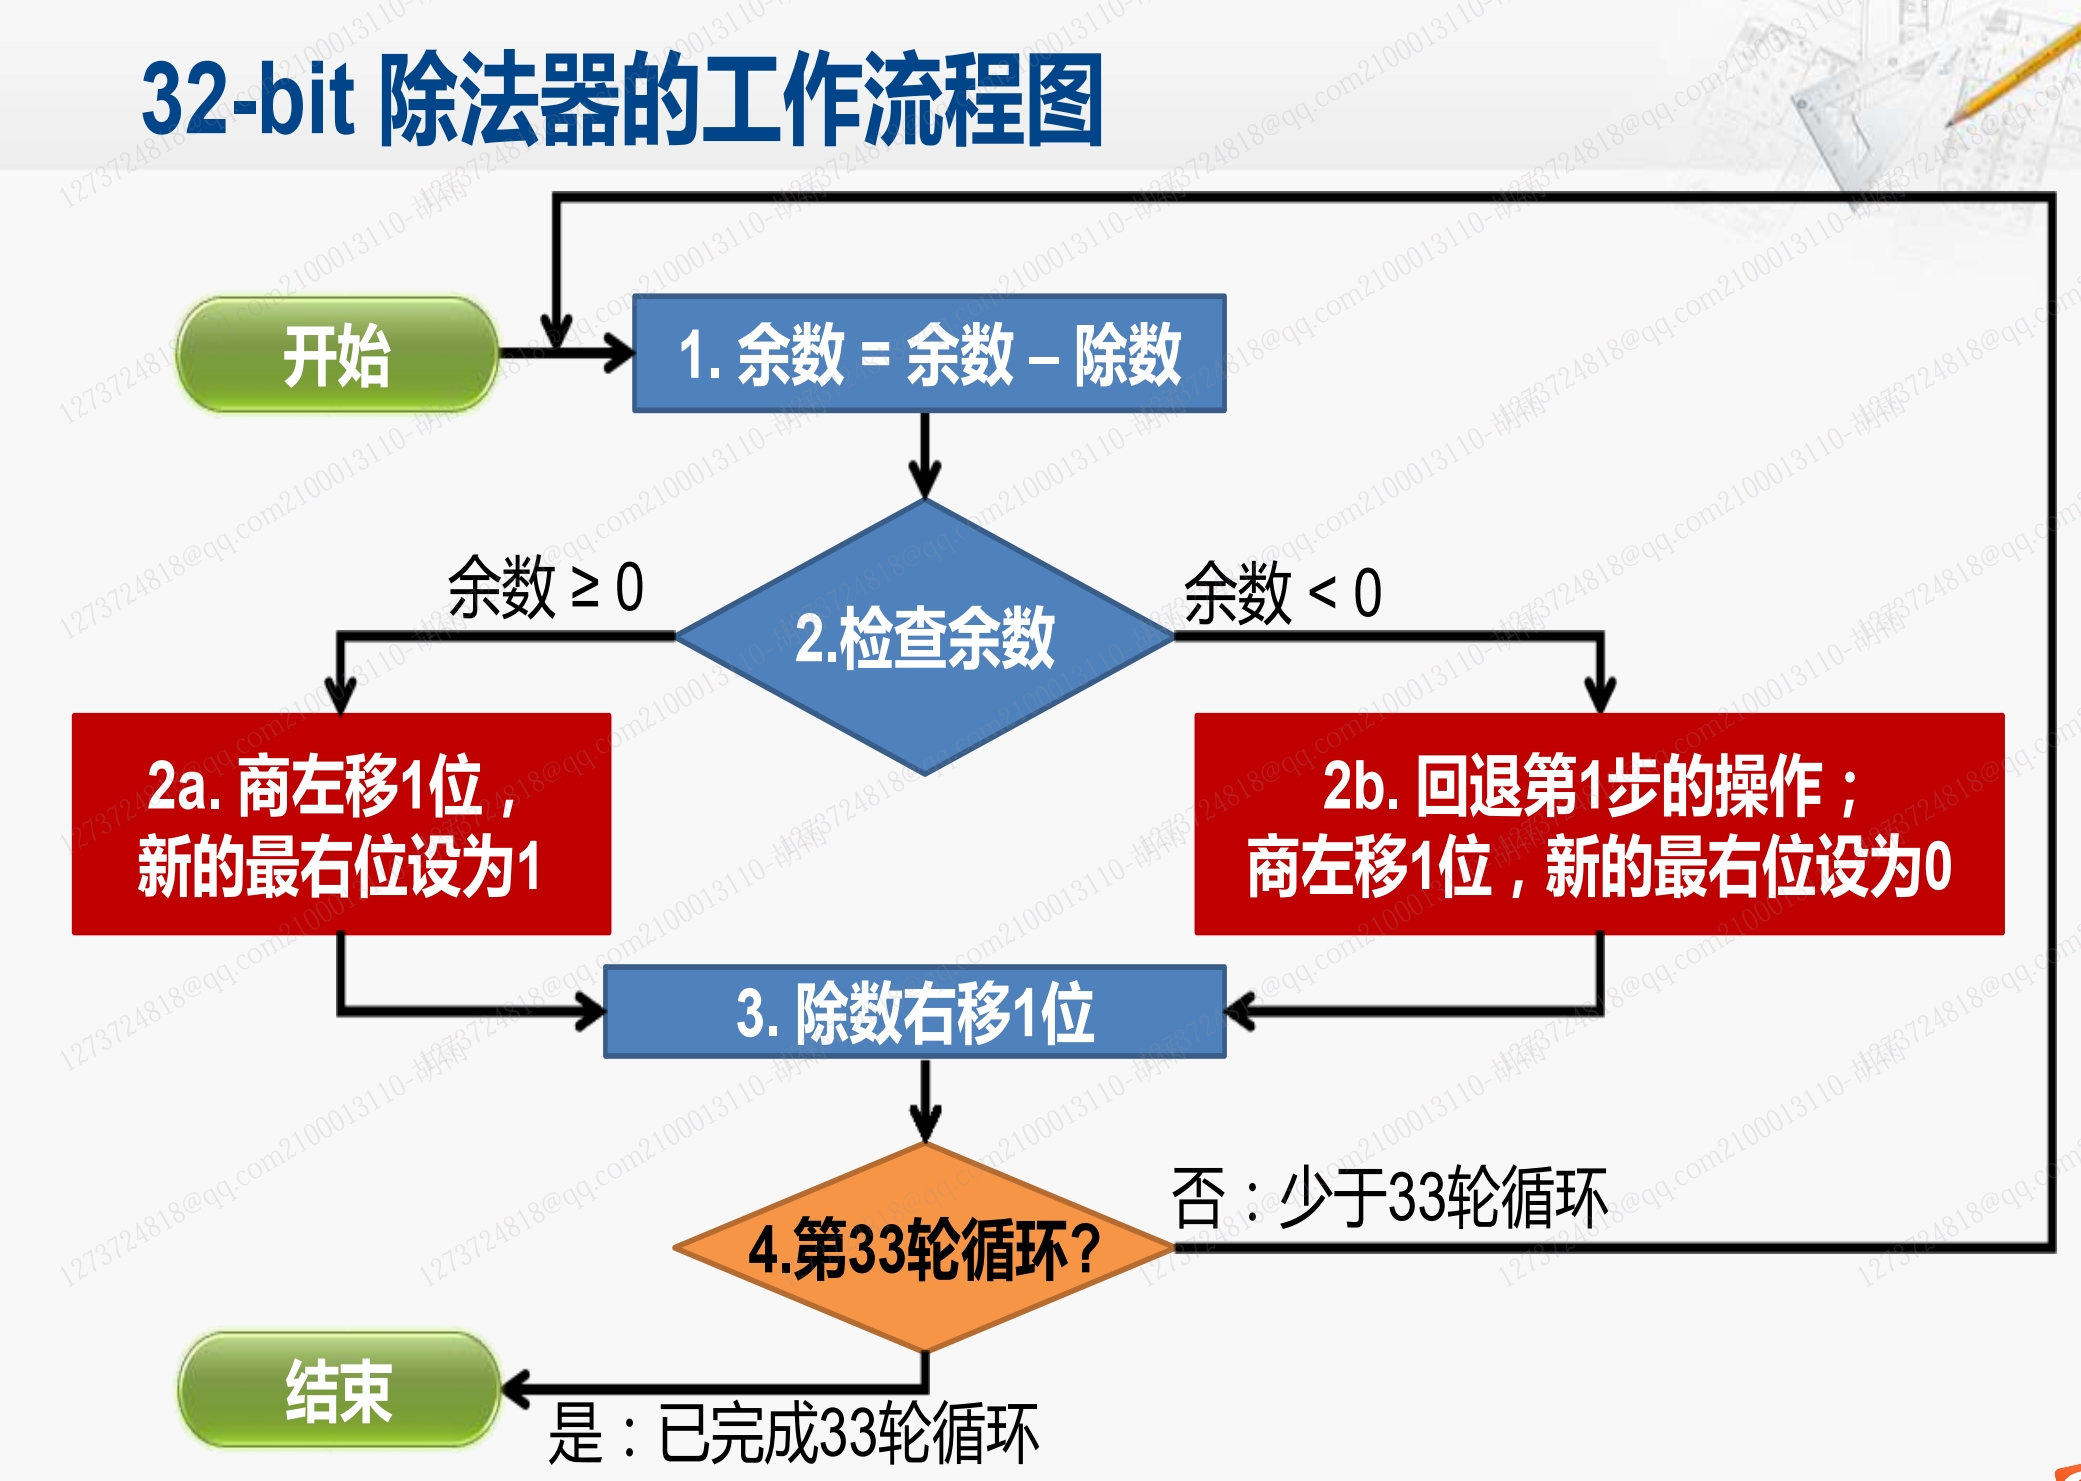 32-bit 除法器的工作流程图
开始
1. 余数 = 余数 – 除数
余数 ≥ 0
2.检查余数
余数 < 0
2a. 商左移1位，
新的最右位设为1
2b. 回退第1步的操作；
商左移1位，新的最右位设为0
3. 除数右移1位
否：少于33轮循环
4.第33轮循环?
结束
是：已完成33轮循环
1273724818@qq.com2100013110-胡楠